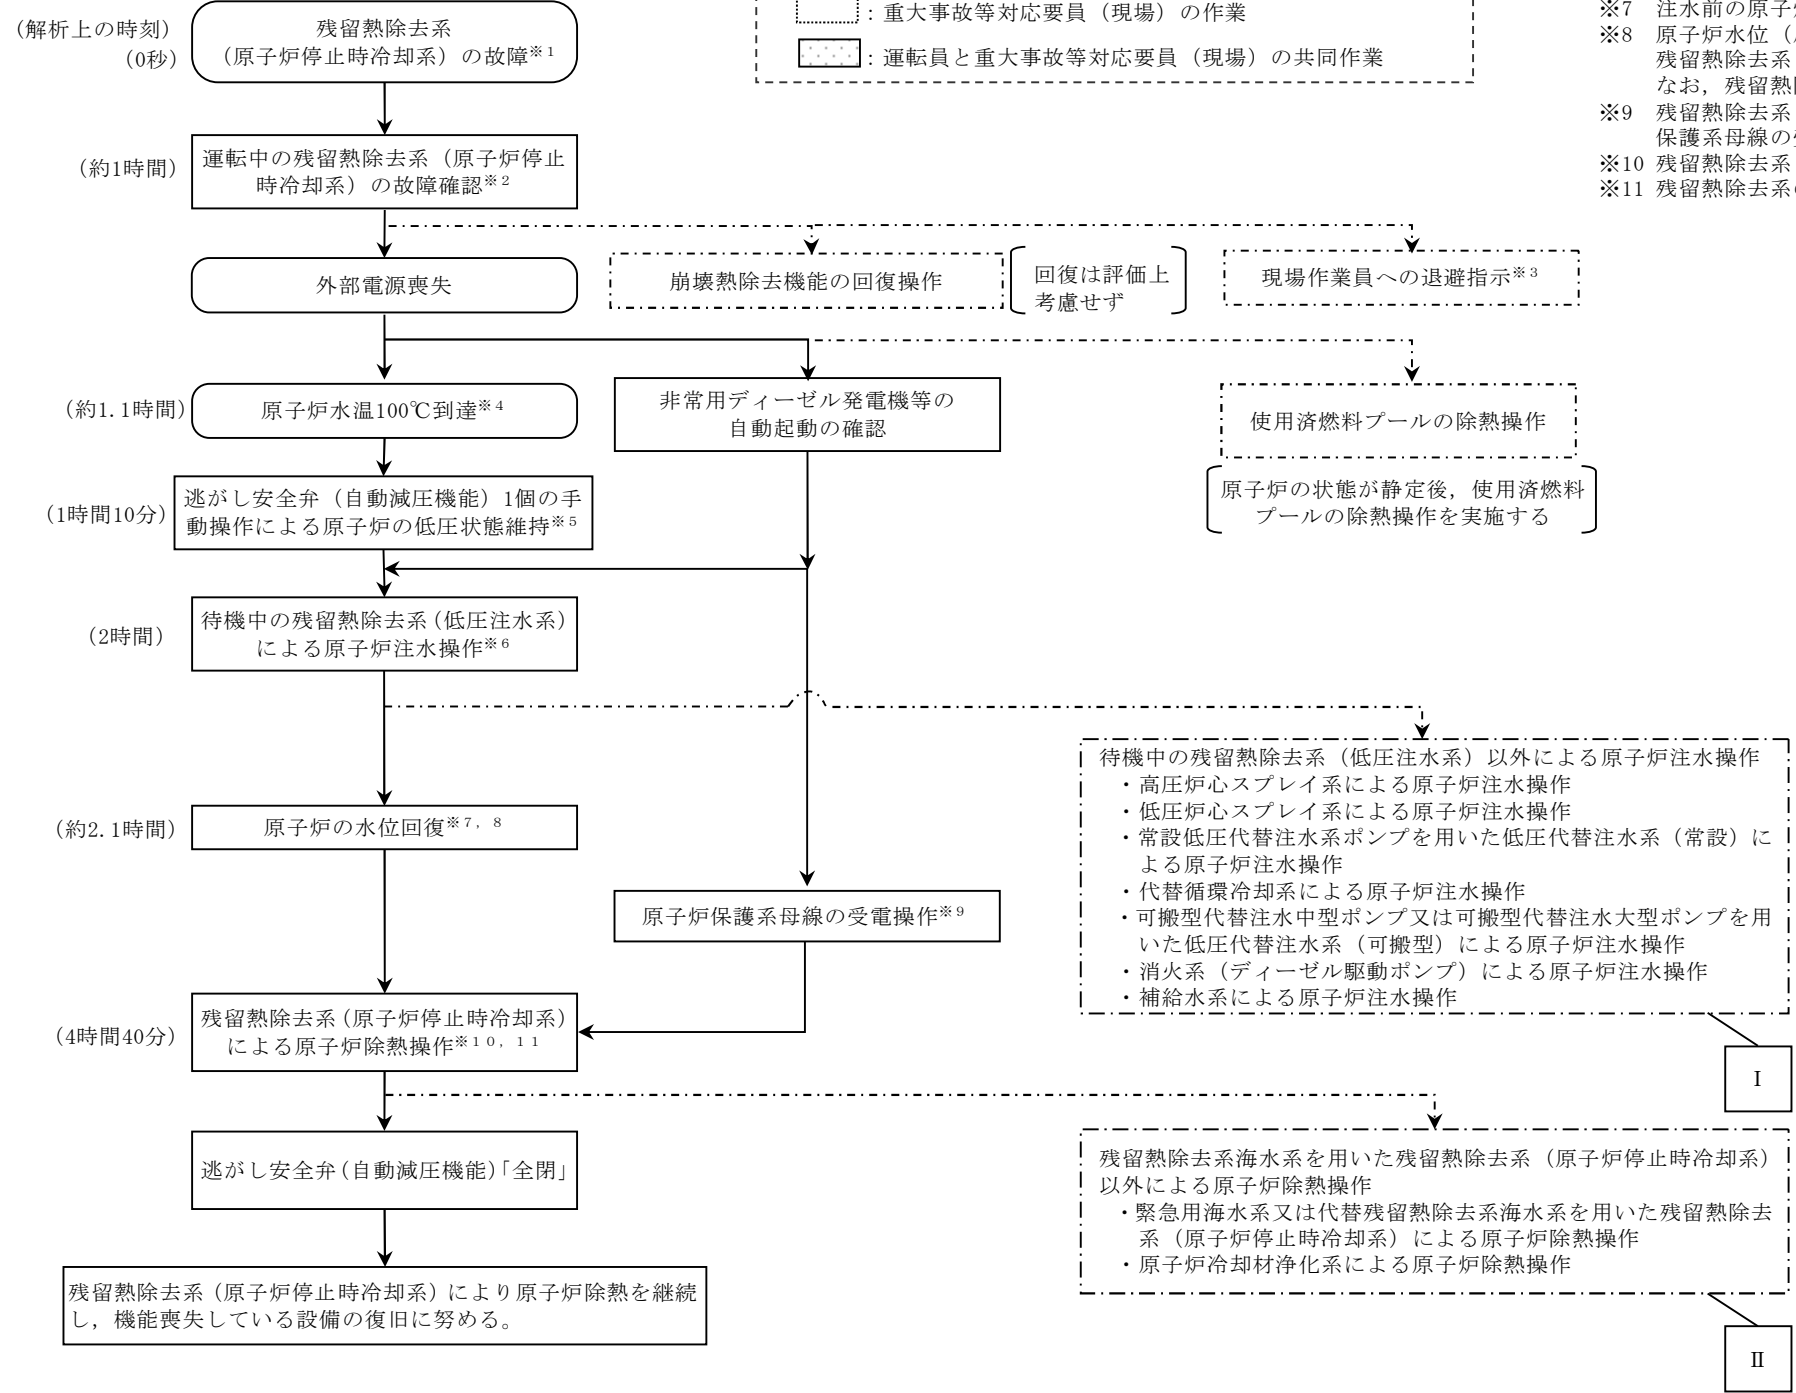 ：重大事故等対応要員（現場）の作業
：運転員と重大事故等対応要員（現場）の共同作業
※7 注水前の原子
※8 原子炉水位（
残留熱除去系
なお，残留熱
※9 残留熱除去系
保護系母線の
※10 残留熱除去系
※11 残留熱除去系
（解析上の時刻）
（0秒）
残留熱除去系
（原子炉停止時冷却系）の故障※1
（約1時間）
運転中の残留熱除去系（原子炉停止
時冷却系）の故障確認※2
外部電源喪失
崩壊熱除去機能の回復操作
回復は評価上
考慮せず
現場作業員への退避指示※3
（約1.1時間）
原子炉水温100℃到達※4
非常用ディーゼル発電機等の
自動起動の確認
使用済燃料プールの除熱操作
原子炉の状態が静定後，使用済燃料
プールの除熱操作を実施する
（1時間10分）
逃がし安全弁（自動減圧機能）1個の手
動操作による原子炉の低圧状態維持※5
（2時間）
待機中の残留熱除去系（低圧注水系）
による原子炉注水操作※6
待機中の残留熱除去系（低圧注水系）以外による原子炉注水操作
・高圧炉心スプレイ系による原子炉注水操作
・低圧炉心スプレイ系による原子炉注水操作
・常設低圧代替注水系ポンプを用いた低圧代替注水系（常設）に
よる原子炉注水操作
・代替循環冷却系による原子炉注水操作
・可搬型代替注水中型ポンプ又は可搬型代替注水大型ポンプを用
いた低圧代替注水系（可搬型）による原子炉注水操作
・消火系（ディーゼル駆動ポンプ）による原子炉注水操作
・補給水系による原子炉注水操作
Ⅰ
（約2.1時間）
原子炉の水位回復※7，8
原子炉保護系母線の受電操作※9
（4時間40分）
残留熱除去系（原子炉停止時冷却系）
による原子炉除熱操作※10，11
逃がし安全弁（自動減圧機能）「全閉」
残留熱除去系海水系を用いた残留熱除去系（原子炉停止時冷却系）
以外による原子炉除熱操作
・緊急用海水系又は代替残留熱除去系海水系を用いた残留熱除去
系（原子炉停止時冷却系）による原子炉除熱操作
・原子炉冷却材浄化系による原子炉除熱操作
Ⅱ
残留熱除去系（原子炉停止時冷却系）により原子炉除熱を継続
し，機能喪失している設備の復旧に努める。